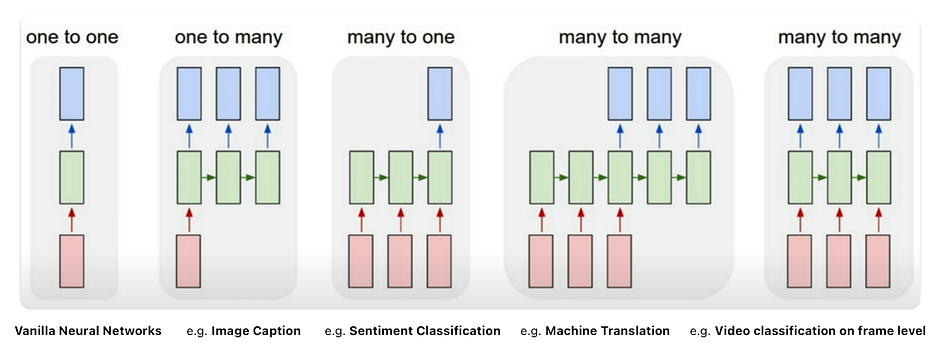 one to one
one to many
many to one
many to many
many to many
Vanilla Neural Networks
e.g. Image Caption
e.g. Sentiment Classification
e.g. Machine Translation
e.g. Video classification on frame level